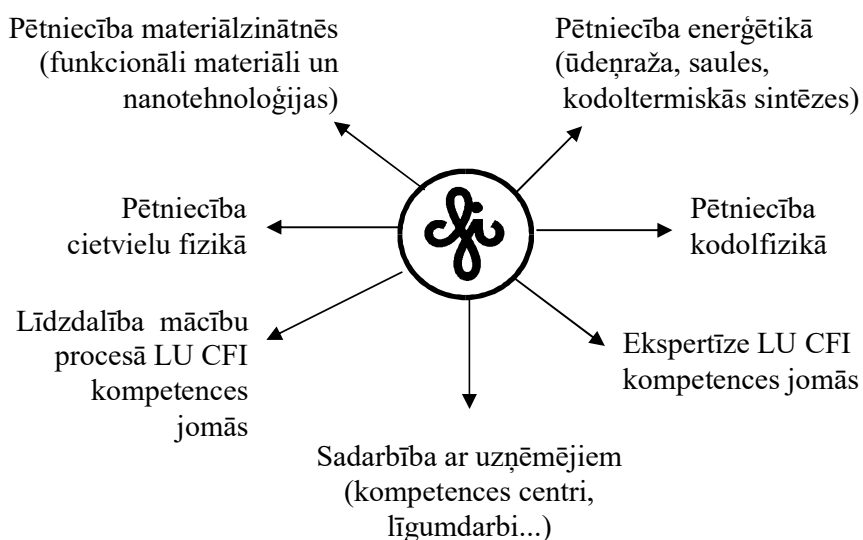 Pētniecība materiālzinātnēs
(funkcionāli materiāli un
nanotehnoloģijas)
Pētniecība enerģētikā
(ūdeņraža, saules,
kodoltermiskās sintēzes)
Pētniecība
cietvielu fizikā
Pētniecība
kodolfizikā
Līdzdalība mācību
procesā LU CFI
kompetences
jomās
Ekspertīze LU CFI
kompetences jomās
Sadarbība ar uzņēmējiem
(kompetences centri,
līgumdarbi...)